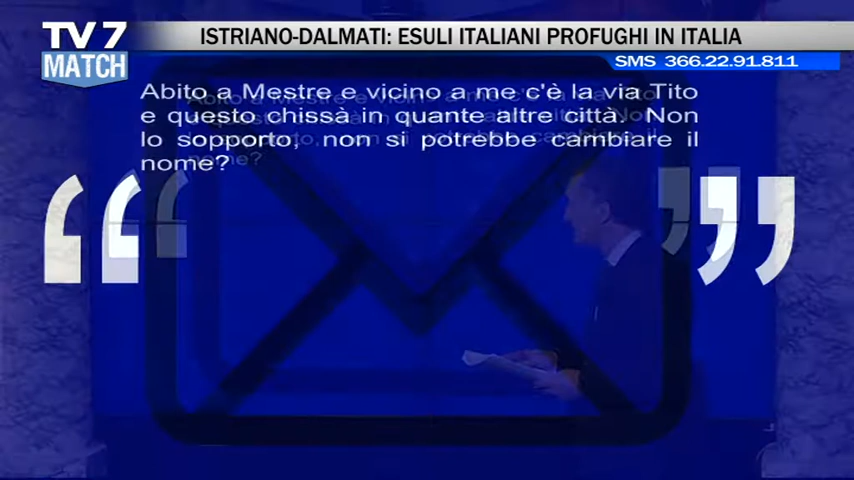 TV7
MATCH
ISTRIANO-DALMATI: ESULI ITALIANI PROFUGHI IN ITALIA
SMS 366.22.91.811
Abito a Mestre e vicino a me c'è la via Tito
e questo chissà in quante altre città. Non
lo sopporto, non si potrebbe cambiare il
nome?